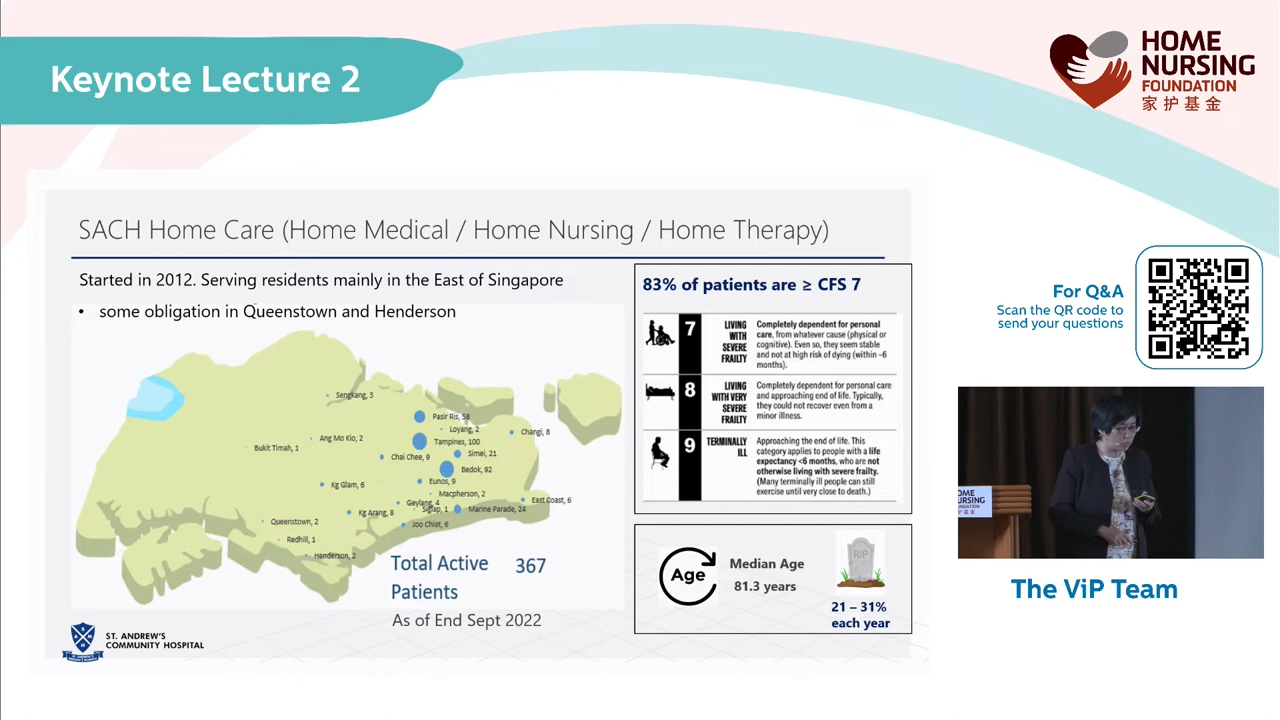 Keynote Lecture 2
HOME
NURSING
FOUNDATION
家护基金
SACH Home Care (Home Medical / Home Nursing / Home Therapy)
Started in 2012. Serving residents mainly in the East of Singapore
• some obligation in Queenstown and Henderson
Sengkang, 3
Pasir Ris, 58
Loyang, 2
Changi, 8
Ang Mo Kio, 2
Tampines, 100
Bukit Timah, 1
Simei, 21
Chai Chee, 9
Bedok, 92
Eunos, 9
Kg Glam, 6
Macpherson, 2
East Coast, 6
Geylang, 4
Siglap, 1
Marine Parade, 24
Kg Arang, 8
Queenstown, 2
Joo Chiat, 6
Redhill, 1
Henderson, 2
Total Active
Patients
367
As of End Sept 2022
ST. ANDREW'S
COMMUNITY HOSPITAL
83% of patients are ≥ CFS 7
7
LIVING
WITH
SEVERE
FRAILTY
Completely dependent for personal
care, from whatever cause (physical or
cognitive). Even so, they seem stable
and not at high risk of dying (within ~6
months).
8
LIVING
WITH VERY
SEVERE
FRAILTY
Completely dependent for personal care
and approaching end of life. Typically,
they could not recover even from a
minor illness.
9
TERMINALLY
ILL
Approaching the end of life. This
category applies to people with a life
expectancy <6 months, who are not
otherwise living with severe frailty.
(Many terminally ill people can still
exercise until very close to death.)
Age
Median Age
81.3 years
RIP
21 – 31%
each year
For Q&A
Scan the QR code to
send your questions
OME
NURSING
The ViP Team